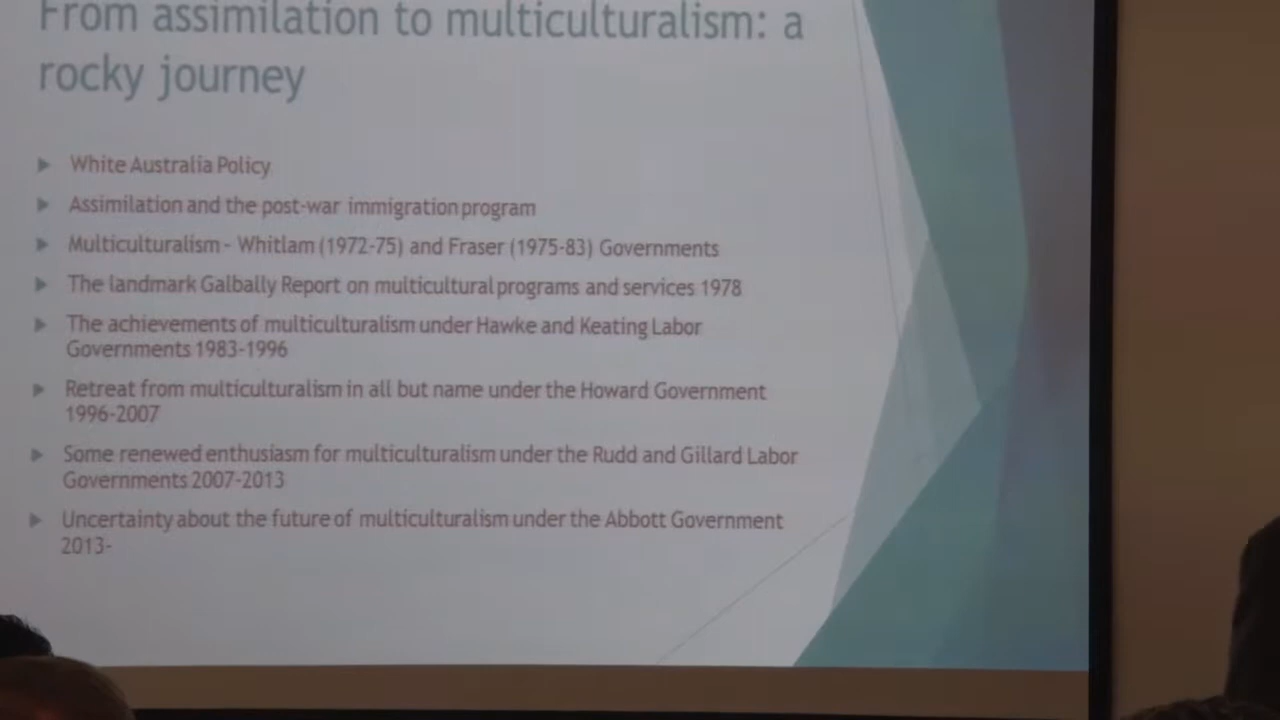 From assimilation to multiculturalism: a
rocky journey
White Australia Policy
Assimilation and the post-war immigration program
Multiculturalism - Whitlam (1972-75) and Fraser (1975-83) Governments
The landmark Galbally Report on multicultural programs and services 1978
The achievements of multiculturalism under Hawke and Keating Labor
Governments 1983-1996
Retreat from multiculturalism in all but name under the Howard Government
1996-2007
Some renewed enthusiasm for multiculturalism under the Rudd and Gillard Labor
Governments 2007-2013
Uncertainty about the future of multiculturalism under the Abbott Government
2013-